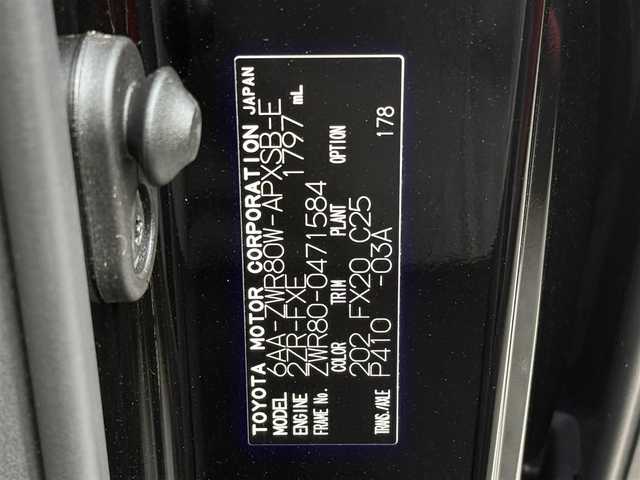 TOYOTA MOTOR CORPORATION JAPAN
MODEL 6AA-ZWR80W-APXSB-E
ENGINE 2ZR-FXE 1797 mL
FRAME No. ZWR80-0471584
COLOR TRIM PLANT OPTION
202 FX20 C25
TRANS./AXLE P410 -03A 178